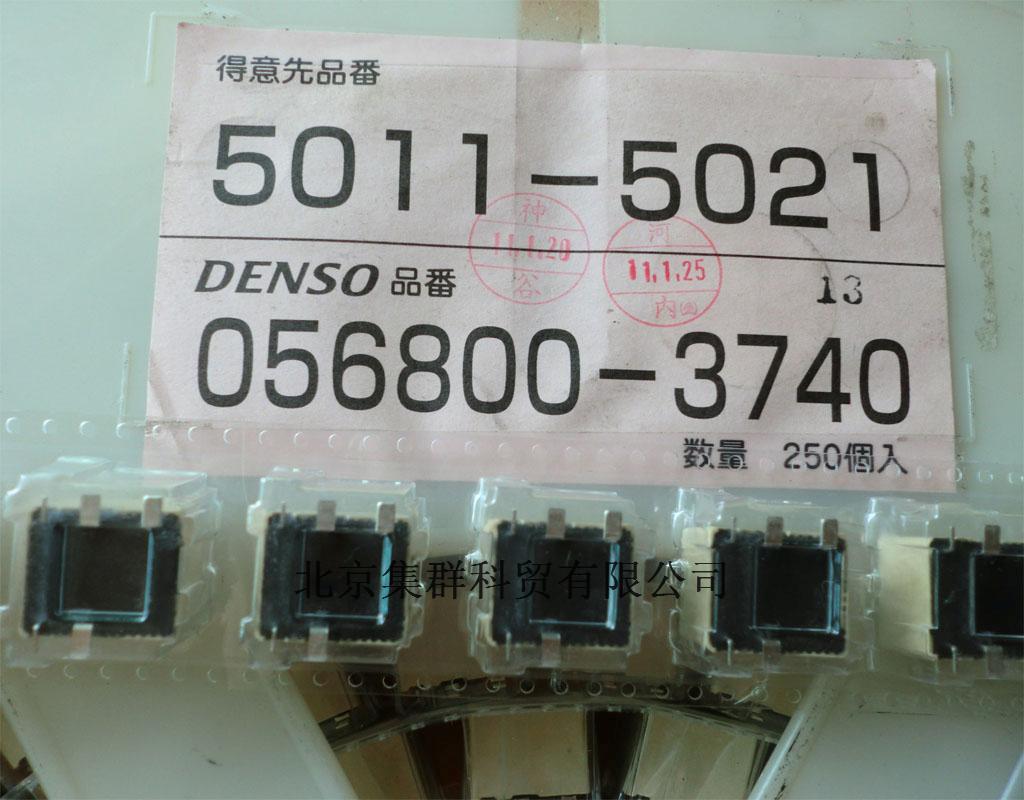 得意先品番
5011-5021
神
11.1.20
谷
河
11.1.25
内
13
DENSO 品番
056800-3740
数量 250個入
北京集群科贸有限公司